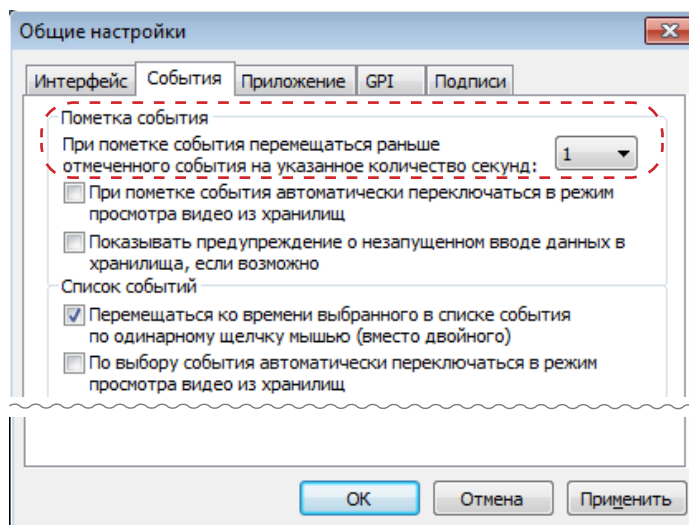 Общие настройки
Интерфейс События Приложение GPI Подписи
Пометка события
При пометке события перемещаться раньше
отмеченного события на указанное количество секунд: 1
При пометке события автоматически переключаться в режим
просмотра видео из хранилищ
Показывать предупреждение о незапущенном вводе данных в
хранилища, если возможно
Список событий
Перемещаться ко времени выбранного в списке события
по одинарному щелчку мышью (вместо двойного)
По выбору события автоматически переключаться в режим
просмотра видео из хранилищ
ОК Отмена Применить